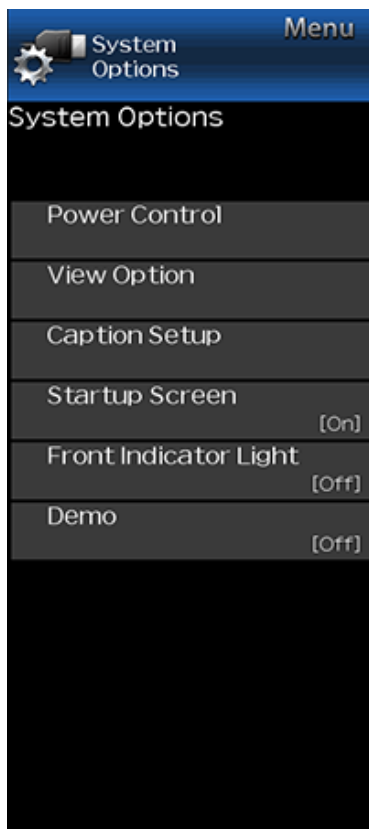 Menu
System
Options
System Options
Power Control
View Option
Caption Setup
Startup Screen
[On]
Front Indicator Light
[Off]
Demo
[Off]